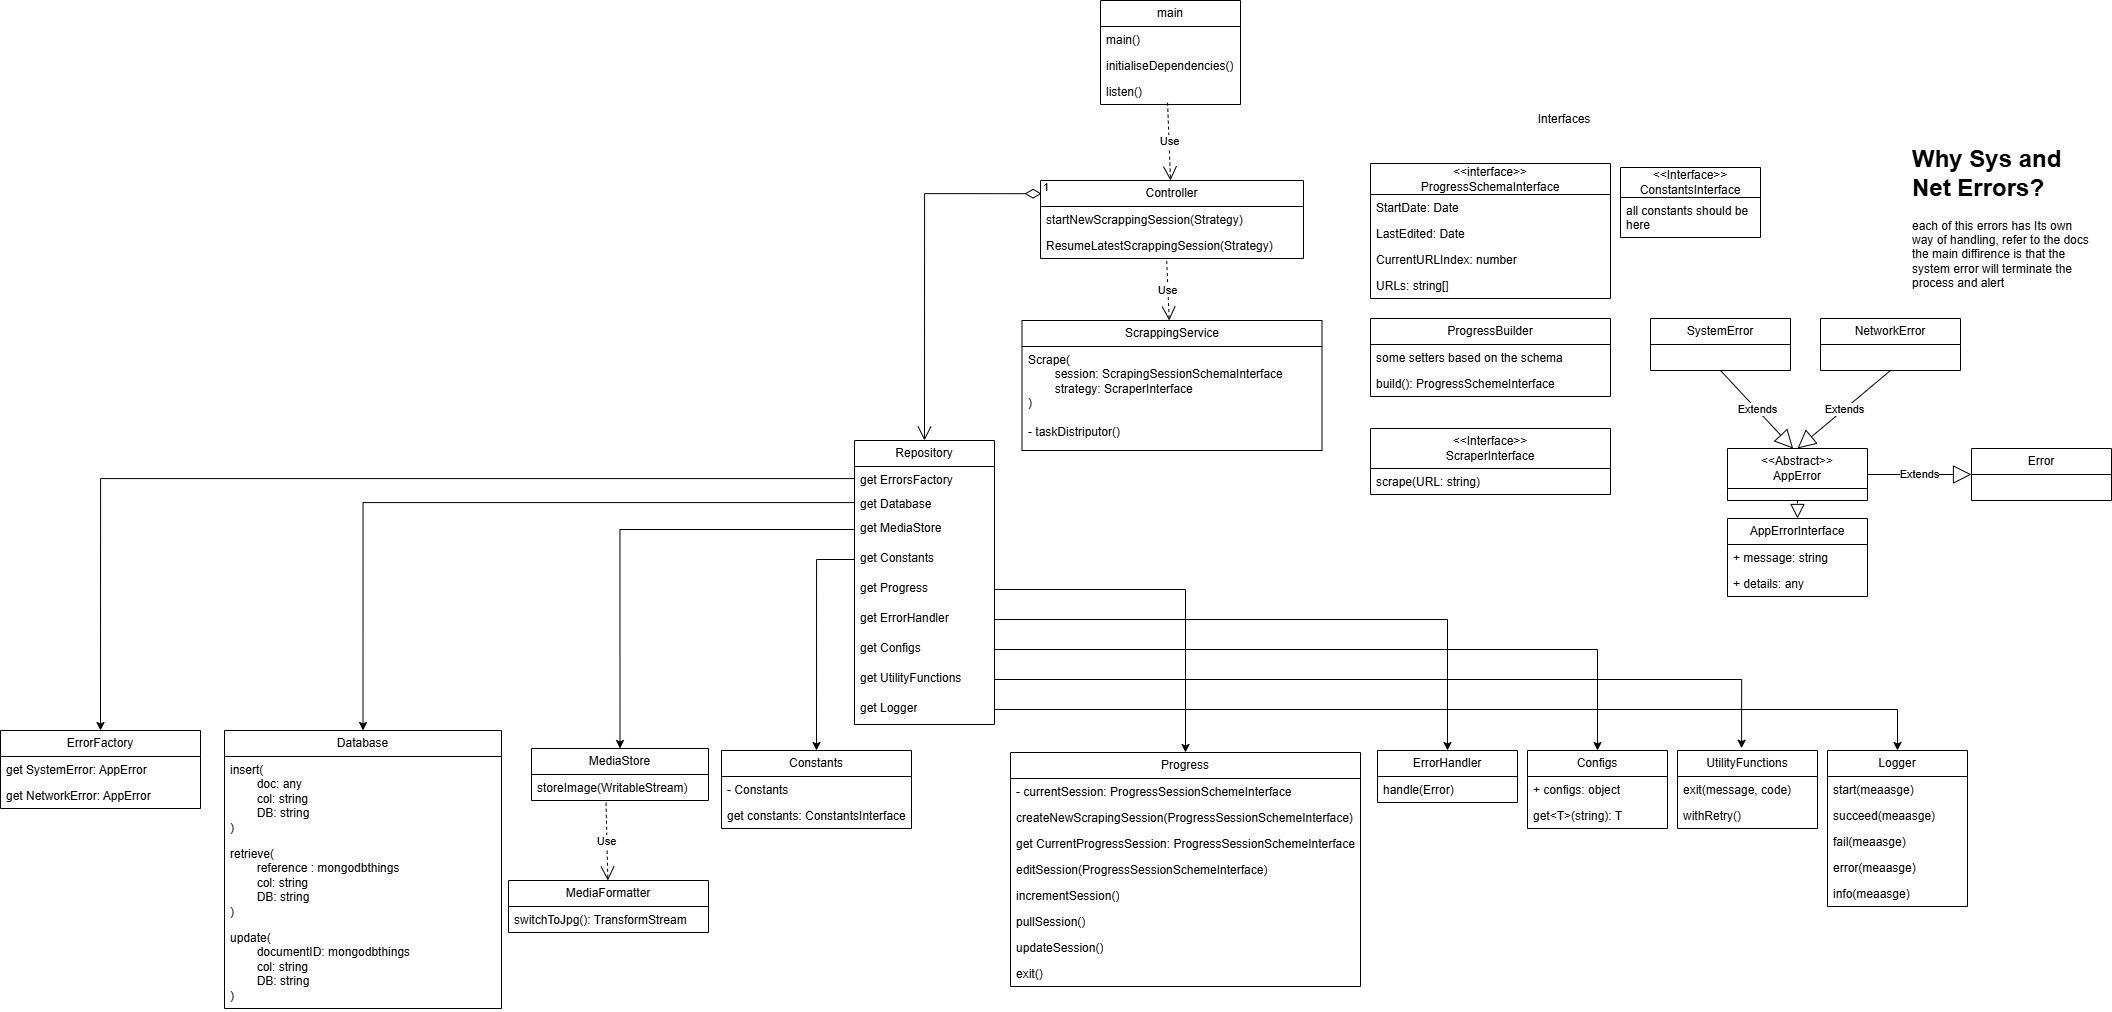 main
main()
initialiseDependencies()
listen()
Use
1
Controller
startNewScrappingSession(Strategy)
ResumeLatestScrappingSession(Strategy)
Use
ScrappingService
Scrape(
session: ScrapingSessionSchemaInterface
strategy: ScraperInterface
)
- taskDistriputor()
Interfaces
<<interface>>
ProgressSchemaInterface
StartDate: Date
LastEdited: Date
CurrentURLIndex: number
URLs: string[]
<<Interface>>
ConstantsInterface
all constants should be
here
ProgressBuilder
some setters based on the schema
build(): ProgressSchemeInterface
<<Interface>>
ScraperInterface
scrape(URL: string)
Why Sys and
Net Errors?
each of this errors has Its own
way of handling, refer to the docs
the main diffirence is that the
system error will terminate the
process and alert
SystemError
NetworkError
Extends
Extends
<<Abstract>>
AppError
Extends
Error
AppErrorInterface
+ message: string
+ details: any
Repository
get ErrorsFactory
get Database
get MediaStore
get Constants
get Progress
get ErrorHandler
get Configs
get UtilityFunctions
get Logger
ErrorFactory
get SystemError: AppError
get NetworkError: AppError
Database
insert(
doc: any
col: string
DB: string
)
retrieve(
reference : mongodbthings
col: string
DB: string
)
update(
documentID: mongodbthings
col: string
DB: string
)
MediaStore
storeImage(WritableStream)
Use
MediaFormatter
switchToJpg(): TransformStream
Constants
- Constants
get constants: ConstantsInterface
Progress
- currentSession: ProgressSessionSchemeInterface
createNewScrapingSession(ProgressSessionSchemeInterface)
get CurrentProgressSession: ProgressSessionSchemeInterface
editSession(ProgressSessionSchemeInterface)
incrementSession()
pullSession()
updateSession()
exit()
ErrorHandler
handle(Error)
Configs
+ configs: object
get<T>(string): T
UtilityFunctions
exit(message, code)
withRetry()
Logger
start(meaasge)
succeed(meaasge)
fail(meaasge)
error(meaasge)
info(meaasge)